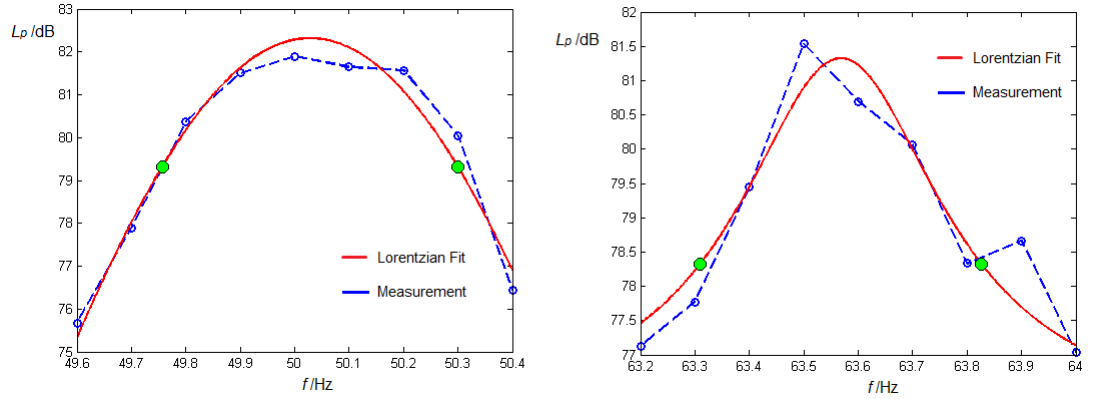 83
Lp /dB
82
81
80
79
78
77
76
75
49.6 49.7 49.8 49.9 50 50.1 50.2 50.3 50.4
f /Hz
Lorentzian Fit
Measurement
82
Lp /dB
81.5
81
80.5
80
79.5
79
78.5
78
77.5
77
63.2 63.3 63.4 63.5 63.6 63.7 63.8 63.9 64
f /Hz
Lorentzian Fit
Measurement